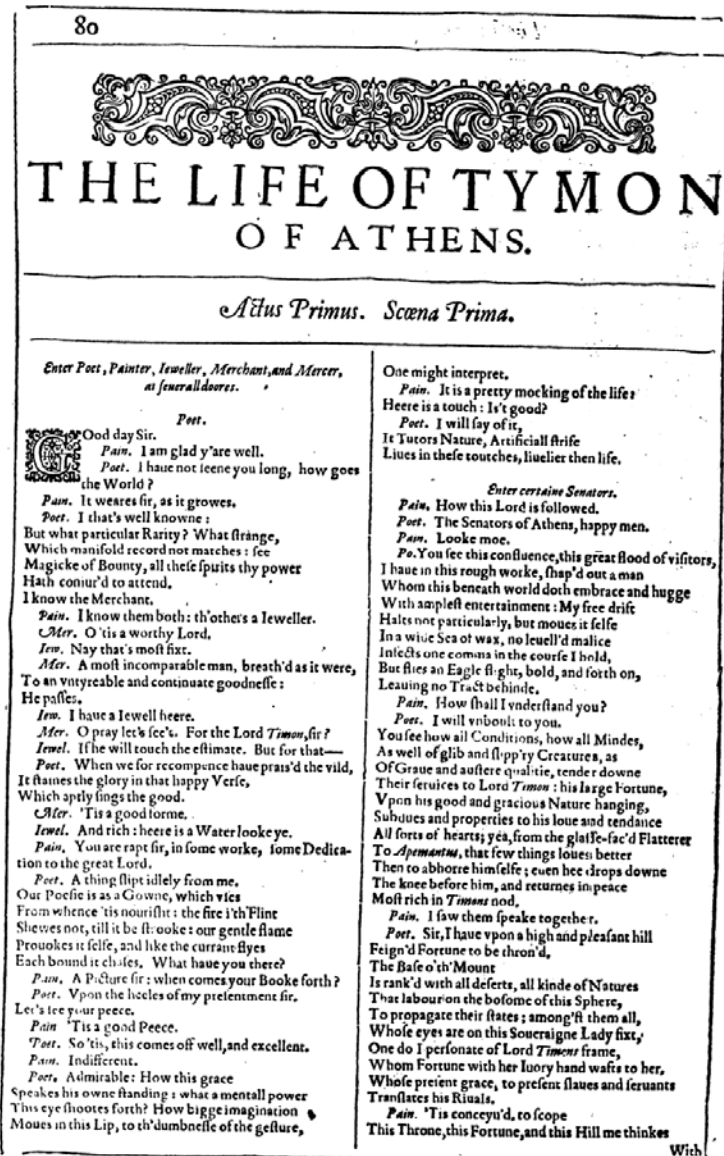 80
THE LIFE OF TYMON
OF ATHENS.
Actus Primus. Scœna Prima.
Enter Poet, Painter, Ieweller, Merchant, and Mercer,
at seuerall doores.
Poet.
GOod day Sir.
Pain. I am glad y'are well.
Poet. I haue not seene you long, how goes
the World?
Pain. It weares sir, as it growes.
Poet. I that's well knowne:
But what particular Rarity? What strange,
Which manifold record not matches: see
Magicke of Bounty, all these spirits thy power
Hath coniur'd to attend.
I know the Merchant.
Pain. I know them both: th'others a Ieweller.
Mer. O 'tis a worthy Lord.
Iew. Nay that's most fixt.
Mer. A most incomparable man, breath'd as it were,
To an vntyreable and continuate goodnesse:
He passes.
Iew. I haue a Iewell heere.
Mer. O pray let's see't. For the Lord Timon, sir?
Iewel. If he will touch the estimate. But for that—
Poet. When we for recompence haue prais'd the vild,
It staines the glory in that happy Verse,
Which aptly sings the good.
Mer. 'Tis a good forme.
Iewel. And rich: heere is a Water looke ye.
Pain. You are rapt sir, in some worke, some Dedica-
tion to the great Lord.
Poet. A thing slipt idlely from me.
Our Poesie is as a Gowne, which vses
From whence 'tis nourisht: the fire i'th'Flint
Shewes not, till it be strooke: our gentle flame
Prouokes it selfe, and like the currant flyes
Each bound it chases. What haue you there?
Pain. A Picture sir: when comes your Booke forth?
Poet. Vpon the heeles of my presentment sir.
Let's see your peece.
Pain 'Tis a good Peece.
Poet. So 'tis, this comes off well, and excellent.
Pain. Indifferent.
Poet. Admirable: How this grace
Speakes his owne standing: what a mentall power
This eye shootes forth? How bigge imagination
Moues in this Lip, to th'dumbnesse of the gesture,
One might interpret.
Pain. It is a pretty mocking of the life:
Heere is a touch: Is't good?
Poet. I will say of it,
It Tutors Nature, Artificiall strife
Liues in these toutches, liuelier then life.
Enter certaine Senators.
Pain. How this Lord is followed.
Poet. The Senators of Athens, happy men.
Pain. Looke moe.
Po. You see this confluence, this great flood of visitors,
I haue in this rough worke, shap'd out a man
Whom this beneath world doth embrace and hugge
With amplest entertainment: My free drift
Halts not particularly, but moues it selfe
In a wide Sea of wax, no leuell'd malice
Infects one comma in the course I hold,
But flies an Eagle flight, bold, and forth on,
Leauing no Tract behinde.
Pain. How shall I vnderstand you?
Poet. I will vnboult to you.
You see how all Conditions, how all Mindes,
As well of glib and slipp'ry Creatures, as
Of Graue and austere qualitie, tender downe
Their seruices to Lord Timon: his large Fortune,
Vpon his good and gracious Nature hanging,
Subdues and properties to his loue and tendance
All sorts of hearts; yea, from the glasse-fac'd Flatterer
To Apemantus, that few things loues better
Then to abhorre himselfe; euen hee drops downe
The knee before him, and returnes in peace
Most rich in Timons nod.
Pain. I saw them speake together.
Poet. Sir, I haue vpon a high and pleasant hill
Feign'd Fortune to be thron'd.
The Base o'th'Mount
Is rank'd with all deserts, all kinde of Natures
That labour on the bosome of this Sphere,
To propagate their states; among'st them all,
Whose eyes are on this Soueraigne Lady fixt,
One do I personate of Lord Timons frame,
Whom Fortune with her Iuory hand wafts to her,
Whose present grace, to present slaues and seruants
Translates his Riuals.
Pain. 'Tis conceyu'd, to scope
This Throne, this Fortune, and this Hill me thinkes
With